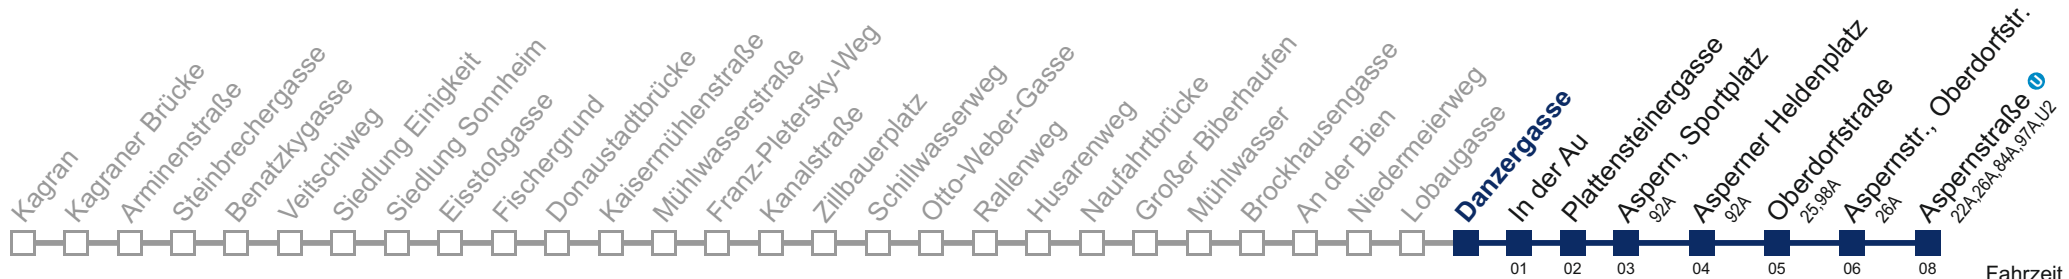 Kagran
Kagraner Brücke
Arminenstraße
Steinbrechergasse
Benatzkygasse
Veitschiweg
Siedlung Einigkeit
Siedlung Sonnheim
Eisstoßgasse
Fischergrund
Donaustadtbrücke
Kaisermühlenstraße
Mühlwasserstraße
Franz-Pletersky-Weg
Kanalstraße
Zillbauerplatz
Schillwasserweg
Otto-Weber-Gasse
Rallenweg
Husarenweg
Naufahrtbrücke
Großer Biberhaufen
Mühlwasser
Brockhausengasse
An der Bien
Niedermeierweg
Lobaugasse
Danzergasse
In der Au
Plattensteinergasse
Aspern, Sportplatz
92A
Asperner Heldenplatz
92A
Oberdorfstraße
25,98A
Aspernstr., Oberdorfstr.
26A
Aspernstraße U
22A,26A,84A,97A,U2
01 02 03 04 05 06 08
Fahrzeit